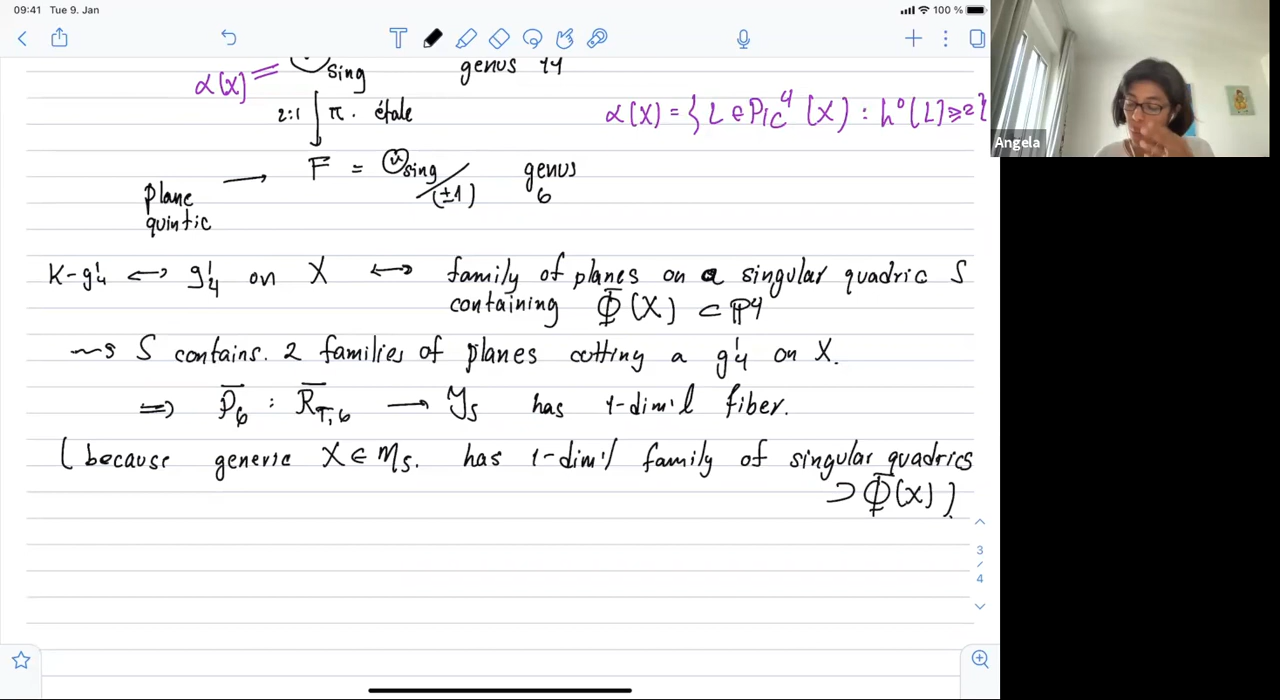 09:41 Tue 9. Jan
100 %
α(X) = Θ sing genus 11
2:1 π. étale
α(X) = { L ∈ Pic⁴ (X) : h⁰(L) ≥ 2}
Angela
F = Θ sing / (±1) genus 6
plane quintic →
K-g¹₄ ↔ g¹₄ on X ↔ family of planes on a singular quadric S
containing Φ(X) ⊂ ℙ⁴
⇝ S contains. 2 families of planes cutting a g¹₄ on X.
⇒ P̄₆ : R̄_{T,6} → J₅ has 1-dim'l fiber.
( because generic X ∈ M₅. has 1-dim'l family of singular quadrics
⊃ Φ(X) ).
3
/
4